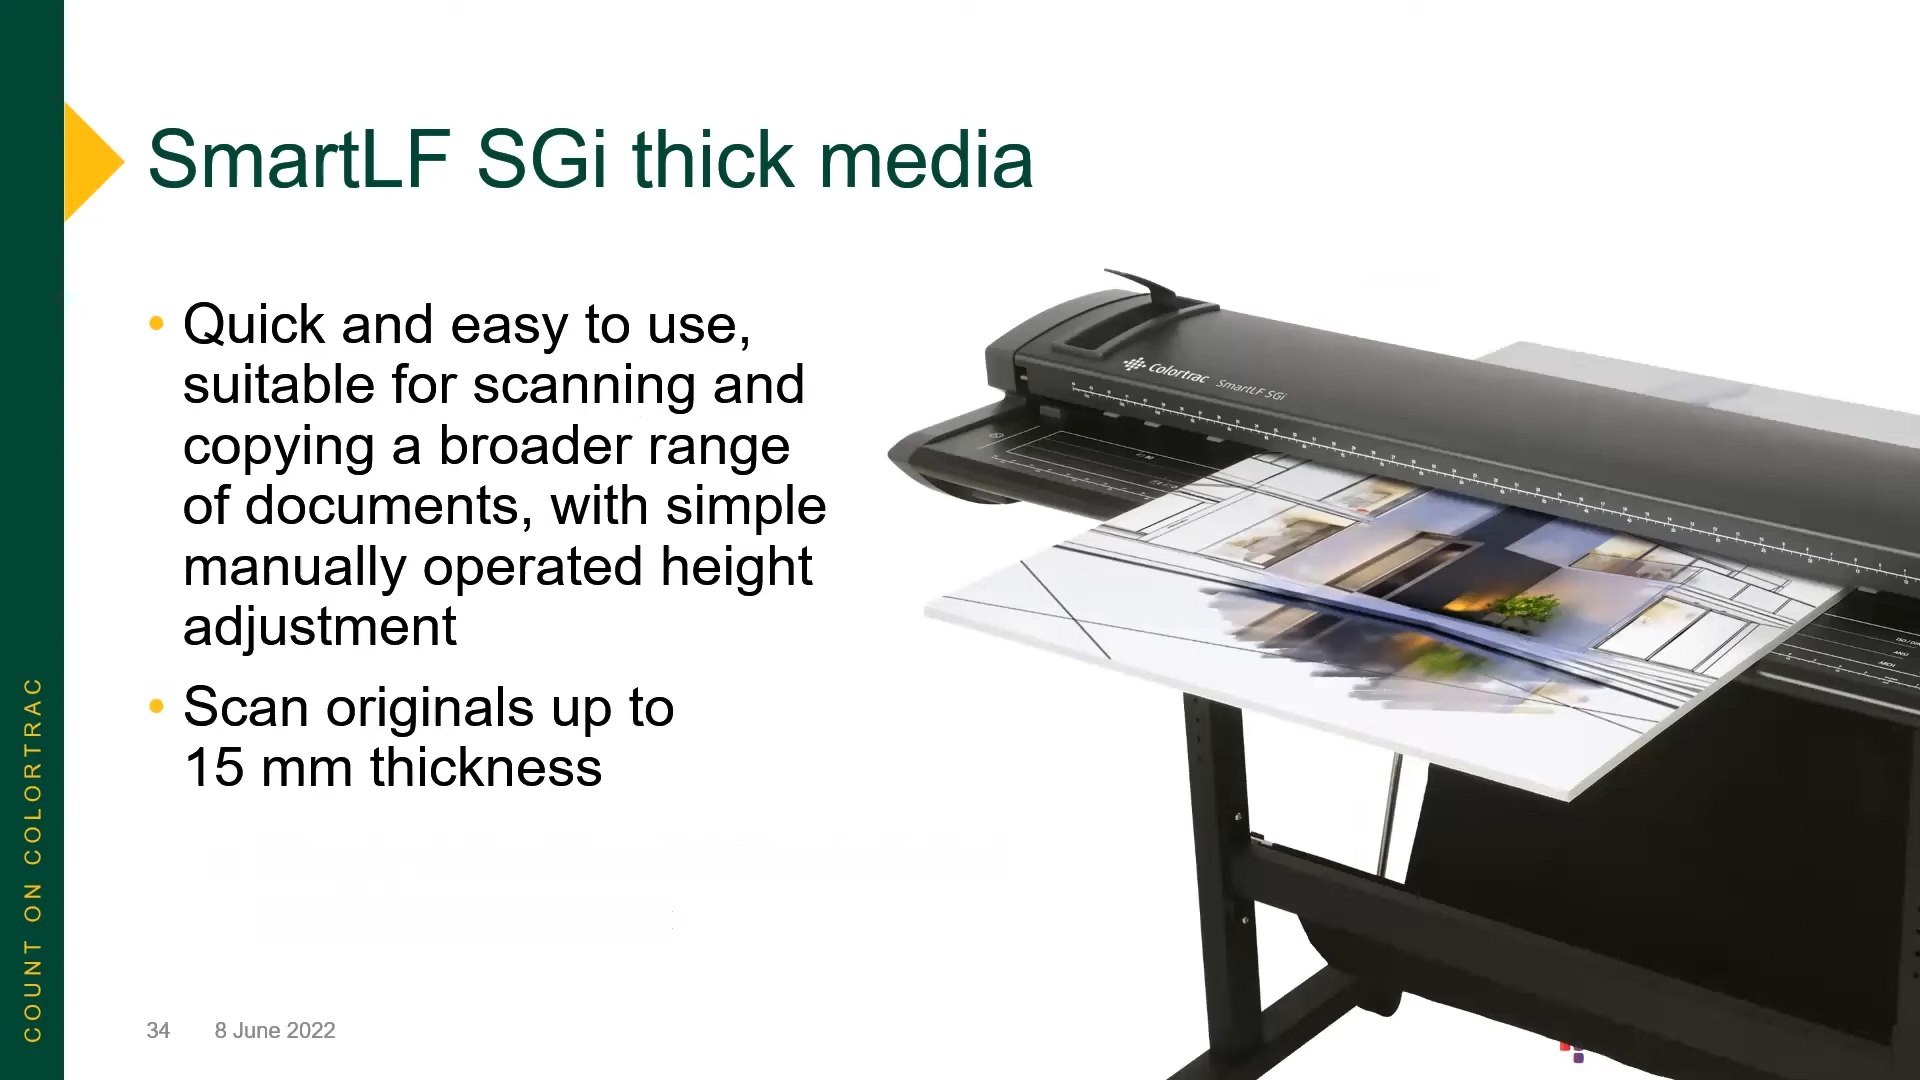 SmartLF SGi thick media
• Quick and easy to use,
suitable for scanning and
copying a broader range
of documents, with simple
manually operated height
adjustment
• Scan originals up to
15 mm thickness
Colortrac SmartLF SGi
ANSI
ARCH
COUNT ON COLORTRAC
34 8 June 2022